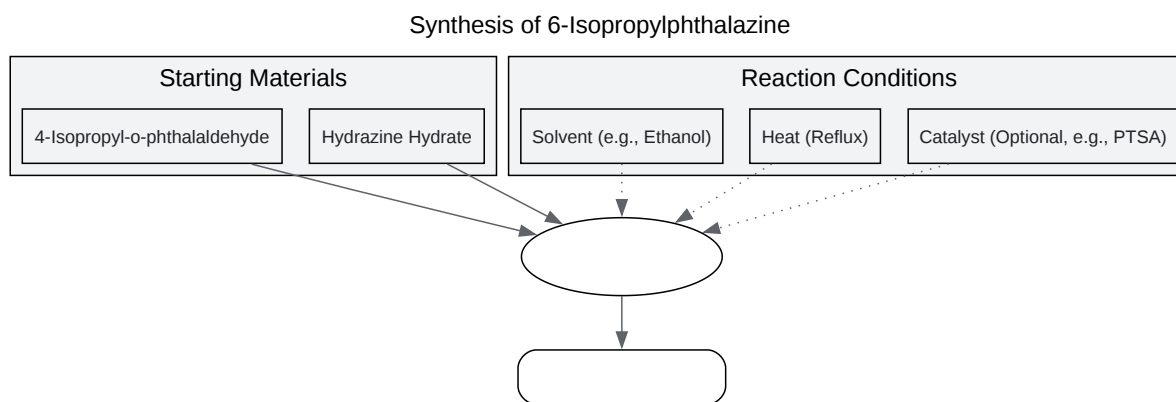 Synthesis of 6-Isopropylphthalazine
Starting Materials
Reaction Conditions
4-Isopropyl-o-phthalaldehyde
Hydrazine Hydrate
Solvent (e.g., Ethanol)
Heat (Reflux)
Catalyst (Optional, e.g., PTSA)